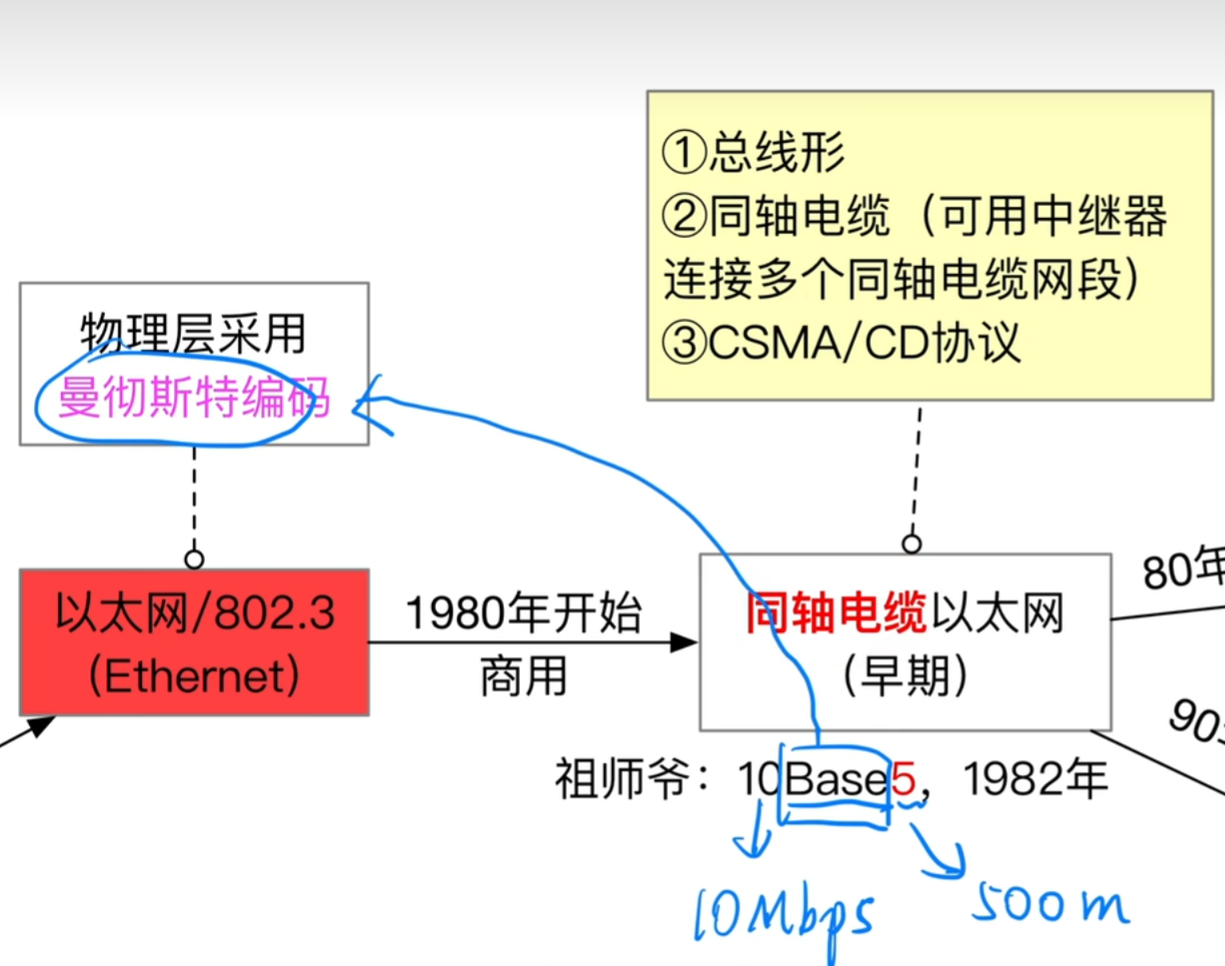 ①总线形
②同轴电缆（可用中继器
连接多个同轴电缆网段）
③CSMA/CD协议
物理层采用
曼彻斯特编码
以太网/802.3
（Ethernet）
1980年开始
商用
同轴电缆以太网
（早期）
80年
90
祖师爷：10Base5，1982年
10Mbps
500m